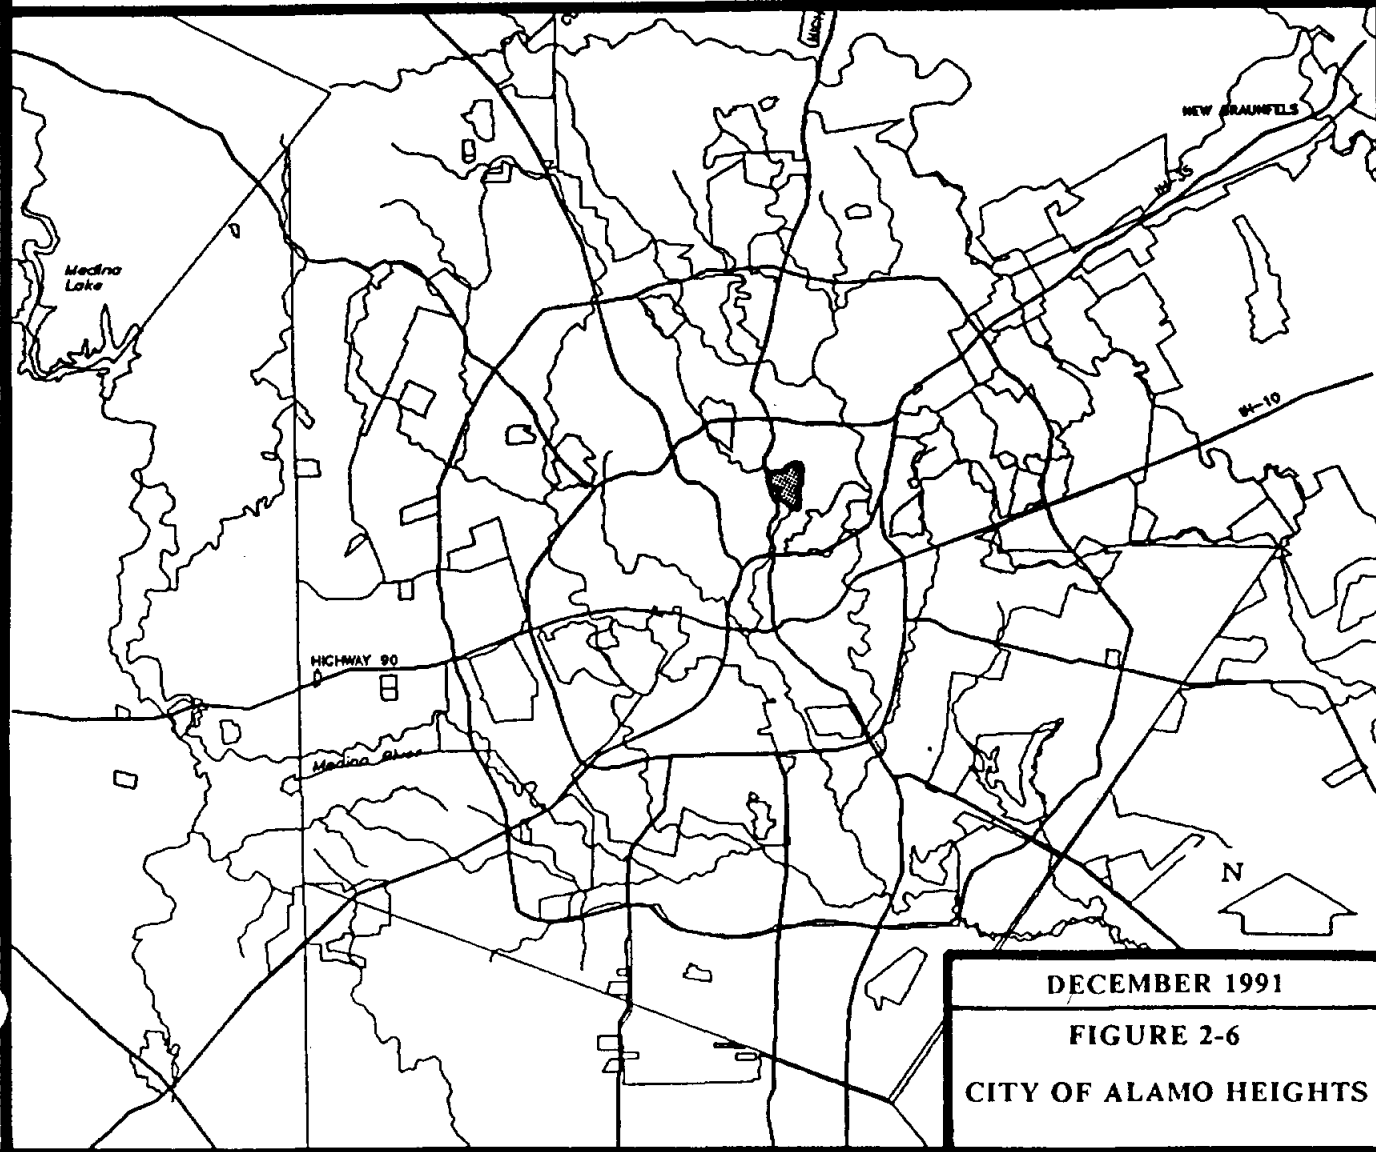 NEW BRAUNFELS
IH-35
Medina
Lake
IH-10
HIGHWAY 90
Medina River
N
DECEMBER 1991
FIGURE 2-6
CITY OF ALAMO HEIGHTS